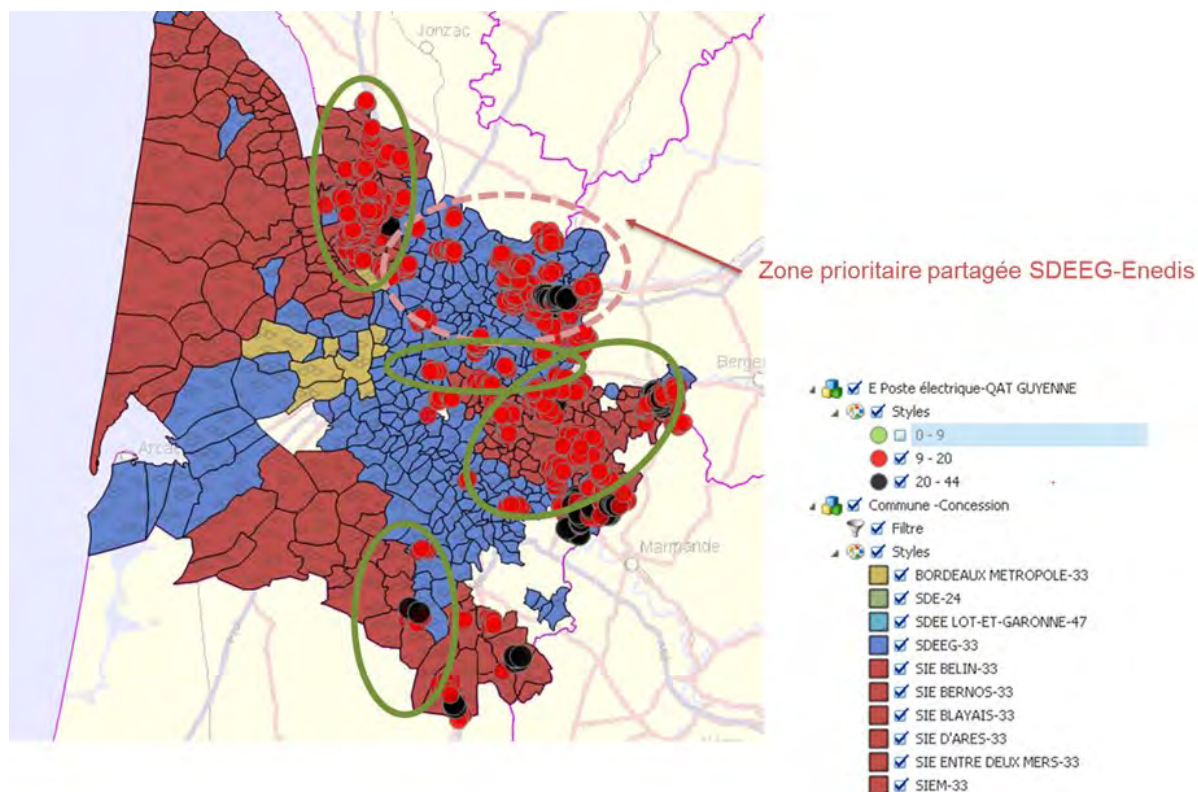 Jonzac
Zone prioritaire partagée SDEEG-Enedis
Berger
E Poste électrique-QAT GUYENNE
Styles
0 - 9
9 - 20
20 - 44
Arcac
Commune -Concession
Filtre
Marmande
Styles
BORDEAUX METROPOLE-33
SDE-24
SDEE LOT-ET-GARONNE-47
SDEEG-33
SIE BELIN-33
SIE BERNOS-33
SIE BLAYAIS-33
SIE D'ARES-33
SIE ENTRE DEUX MERS-33
SIEM-33